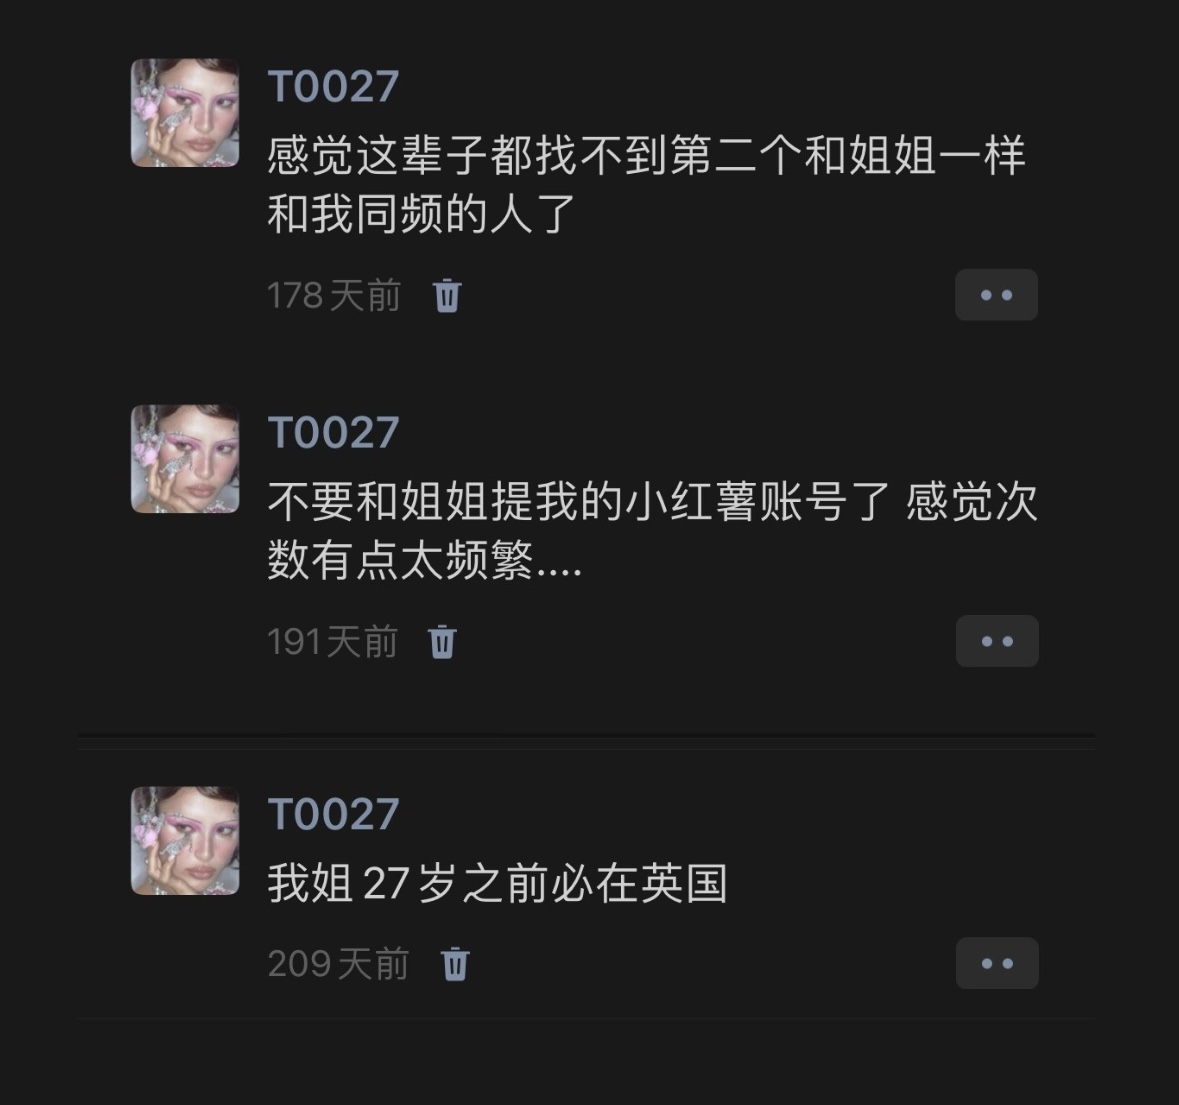 T0027
感觉这辈子都找不到第二个和姐姐一样
和我同频的人了
178天前
T0027
不要和姐姐提我的小红薯账号了 感觉次
数有点太频繁....
191天前
T0027
我姐27岁之前必在英国
209天前